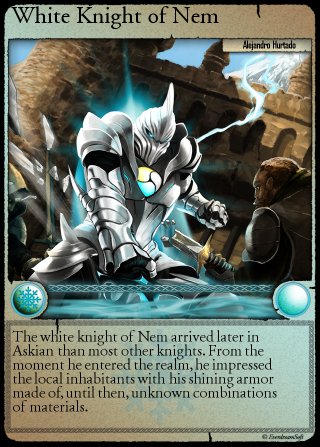 White Knight of Nem
Alejandro Hurtado
The white knight of Nem arrived later in
Askian than most other knights. From the
moment he entered the realm, he impressed
the local inhabitants with his shining armor
made of, until then, unknown combinations
of materials.
© EverdreamSoft